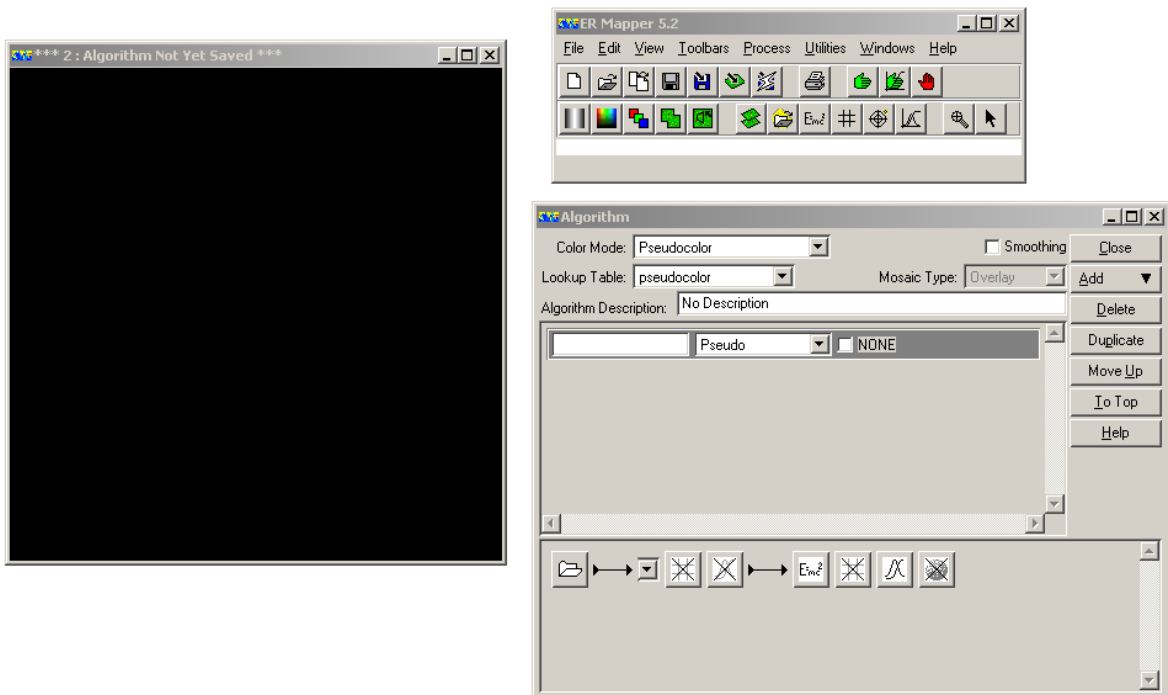 *** 2 : Algorithm Not Yet Saved ***
ER Mapper 5.2
File Edit View Toolbars Process Utilities Windows Help
Algorithm
Color Mode: Pseudocolor Smoothing Close
Lookup Table: pseudocolor Mosaic Type: Overlay Add
Algorithm Description: No Description Delete
Pseudo NONE Duplicate
Move Up
To Top
Help